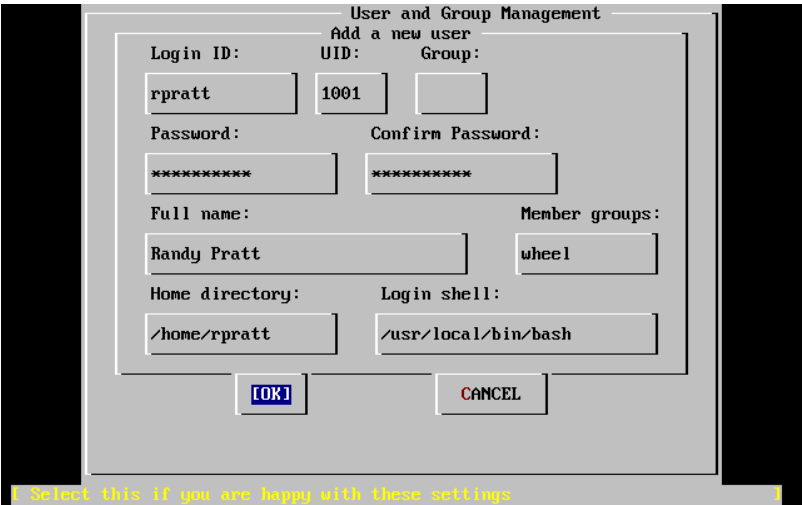 User and Group Management
Add a new user
Login ID: UID: Group:
rpratt 1001
Password: Confirm Password:
********** **********
Full name: Member groups:
Randy Pratt wheel
Home directory: Login shell:
/home/rpratt /usr/local/bin/bash
[OK] CANCEL
[ Select this if you are happy with these settings ]